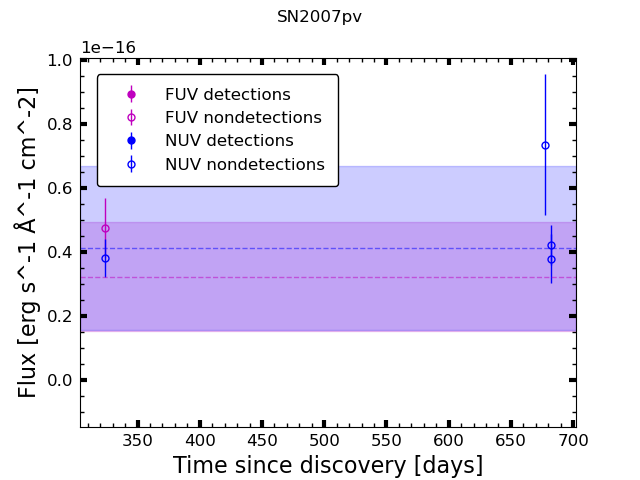 SN2007pv
1e−16
1.0
0.8
0.6
0.4
0.2
0.0
Flux [erg s^-1 Å^-1 cm^-2]
FUV detections
FUV nondetections
NUV detections
NUV nondetections
350 400 450 500 550 600 650 700
Time since discovery [days]